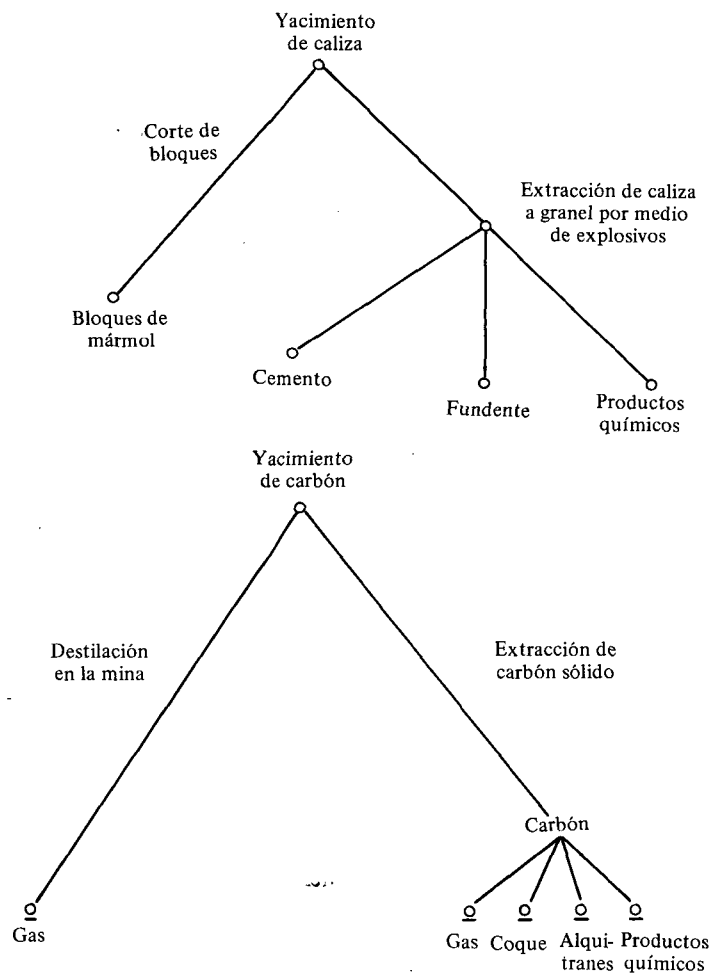 Yacimiento
de caliza
Corte de
bloques
Extracción de caliza
a granel por medio
de explosivos
Bloques de
mármol
Cemento
Fundente
Productos
químicos
Yacimiento
de carbón
Destilación
en la mina
Extracción de
carbón sólido
Carbón
Gas
Gas
Coque
Alqui-
tranes
Productos
químicos